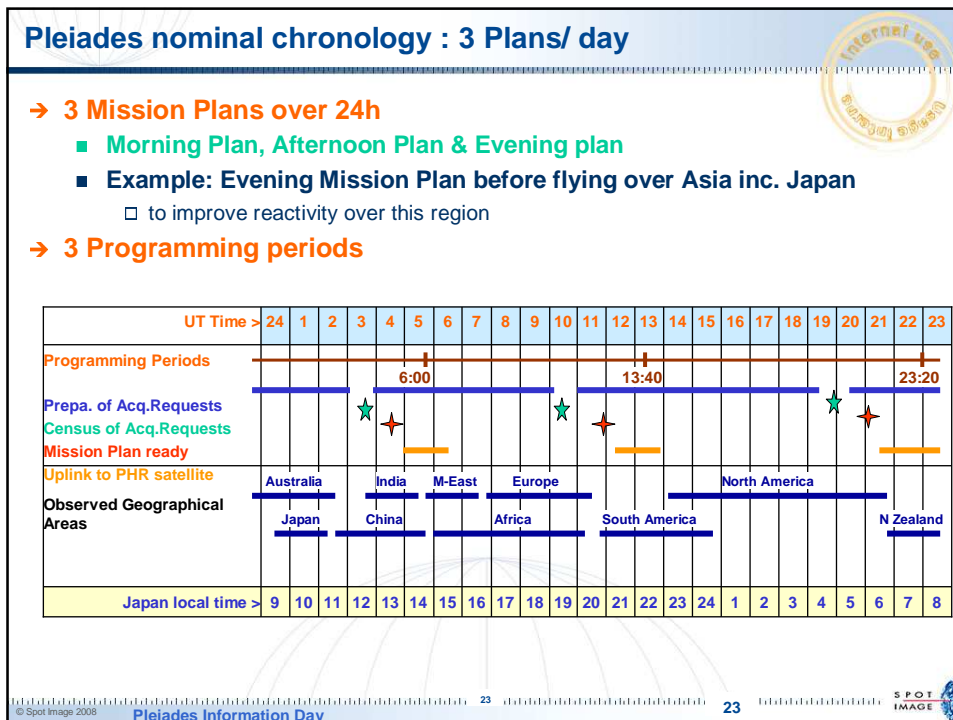 Pleiades nominal chronology : 3 Plans/ day
Internal use
➔ 3 Mission Plans over 24h
■ Morning Plan, Afternoon Plan & Evening plan
■ Example: Evening Mission Plan before flying over Asia inc. Japan
□ to improve reactivity over this region
➔ 3 Programming periods
UT Time > 24 1 2 3 4 5 6 7 8 9 10 11 12 13 14 15 16 17 18 19 20 21 22 23
Programming Periods
6:00 13:40 23:20
Prepa. of Acq.Requests
Census of Acq.Requests
Mission Plan ready
Uplink to PHR satellite
Australia India M-East Europe North America
Observed Geographical
Areas
Japan China Africa South America N Zealand
Japan local time > 9 10 11 12 13 14 15 16 17 18 19 20 21 22 23 24 1 2 3 4 5 6 7 8
© Spot Image 2008
Pleiades Information Day
23
23
SPOT
IMAGE